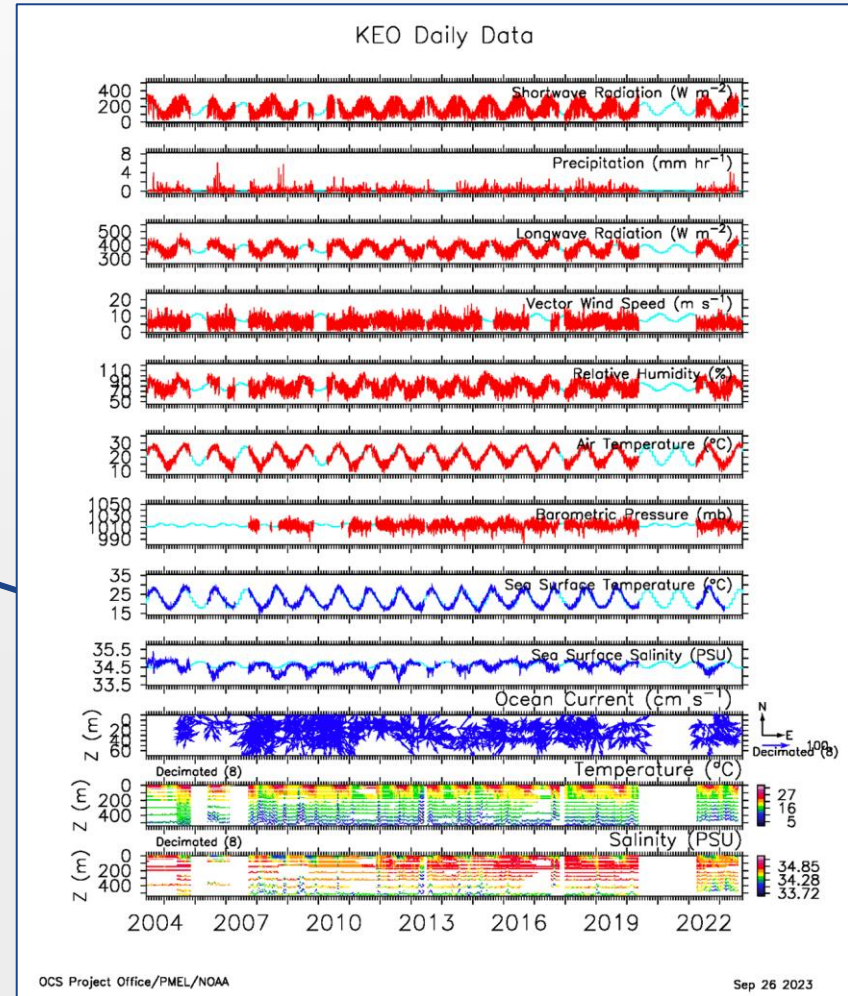 KEO Daily Data
Shortwave Radiation (W m⁻²)
400
200
0
Precipitation (mm hr⁻¹)
8
4
0
Longwave Radiation (W m⁻²)
500
400
300
Vector Wind Speed (m s⁻¹)
20
10
0
Relative Humidity (%)
110
90
70
50
Air Temperature (°C)
30
20
10
Barometric Pressure (mb)
1050
1030
1010
990
Sea Surface Temperature (°C)
35
25
15
Sea Surface Salinity (PSU)
35.5
34.5
33.5
Ocean Current (cm s⁻¹)
Z (m)
0
20
40
60
N
E
100
Decimated (8)
Decimated (8)
Temperature (°C)
Z (m)
0
200
400
27
16
5
Decimated (8)
Salinity (PSU)
Z (m)
0
200
400
34.85
34.28
33.72
2004 2007 2010 2013 2016 2019 2022
OCS Project Office/PMEL/NOAA
Sep 26 2023